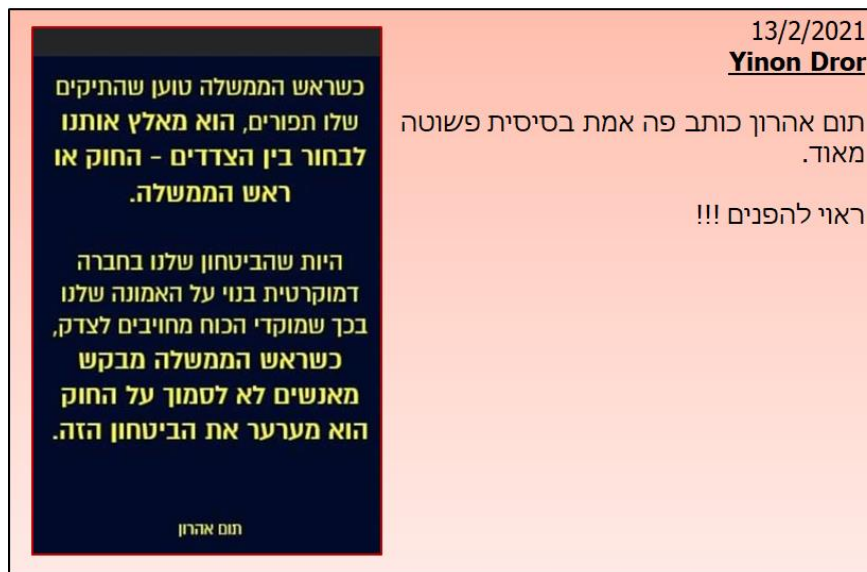 13/2/2021
Yinon Dror
תום אהרון כותב פה אמת בסיסית פשוטה
מאוד.
ראוי להפנים !!!
כשראש הממשלה טוען שהתיקים
שלו תפורים, הוא מאלץ אותנו
לבחור בין הצדדים – החוק או
ראש הממשלה.
היות שהביטחון שלנו בחברה
דמוקרטית בנוי על האמונה שלנו
בכך שמוקדי הכוח מחויבים לצדק,
כשראש הממשלה מבקש
מאנשים לא לסמוך על החוק
הוא מערער את הביטחון הזה.
תום אהרון